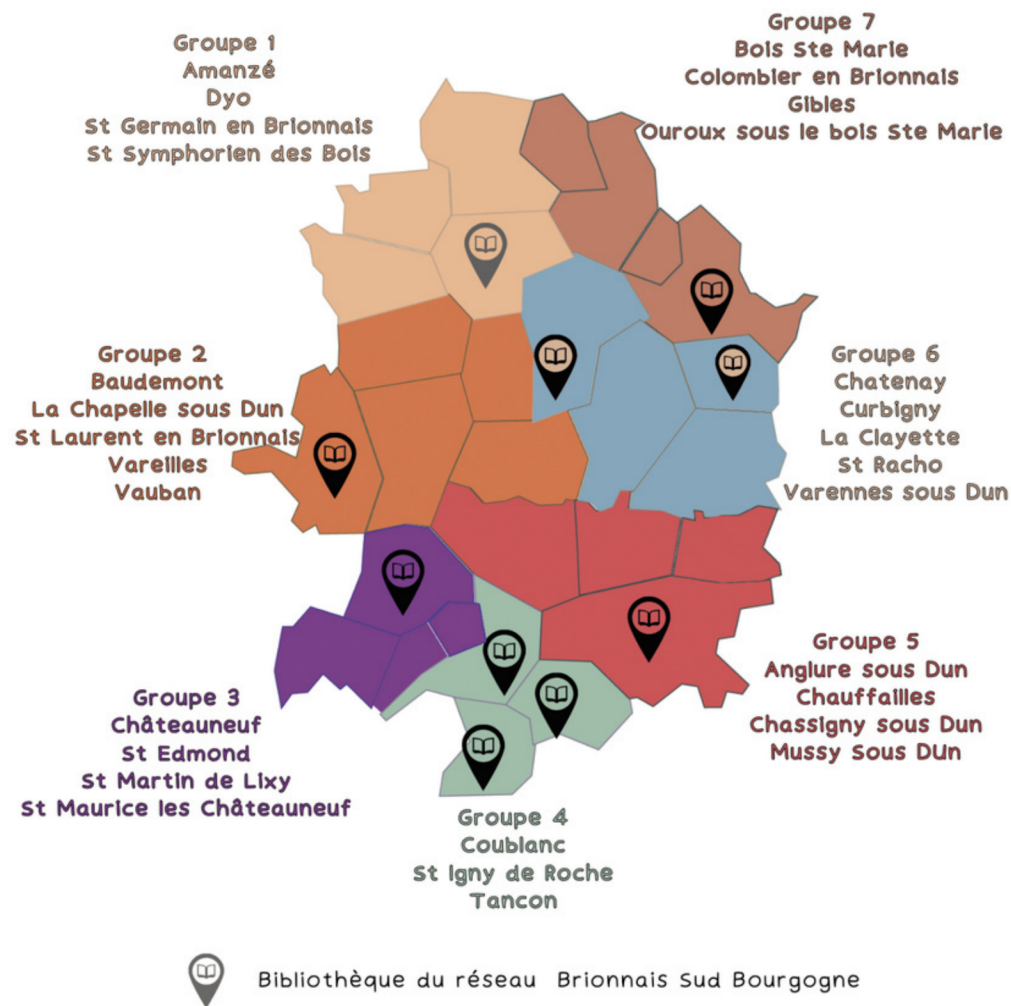 Groupe 1
Amanzé
Dyo
St Germain en Brionnais
St Symphorien des Bois
Groupe 7
Bois Ste Marie
Colombier en Brionnais
Gibles
Ouroux sous le bois Ste Marie
Groupe 2
Baudemont
La Chapelle sous Dun
St Laurent en Brionnais
Vareilles
Vauban
Groupe 6
Chatenay
Curbigny
La Clayette
St Racho
Varennes sous Dun
Groupe 3
Châteauneuf
St Edmond
St Martin de Lixy
St Maurice les Châteauneuf
Groupe 5
Anglure sous Dun
Chauffailles
Chassigny sous Dun
Mussy Sous DUn
Groupe 4
Coublanc
St Igny de Roche
Tancon
Bibliothèque du réseau Brionnais Sud Bourgogne